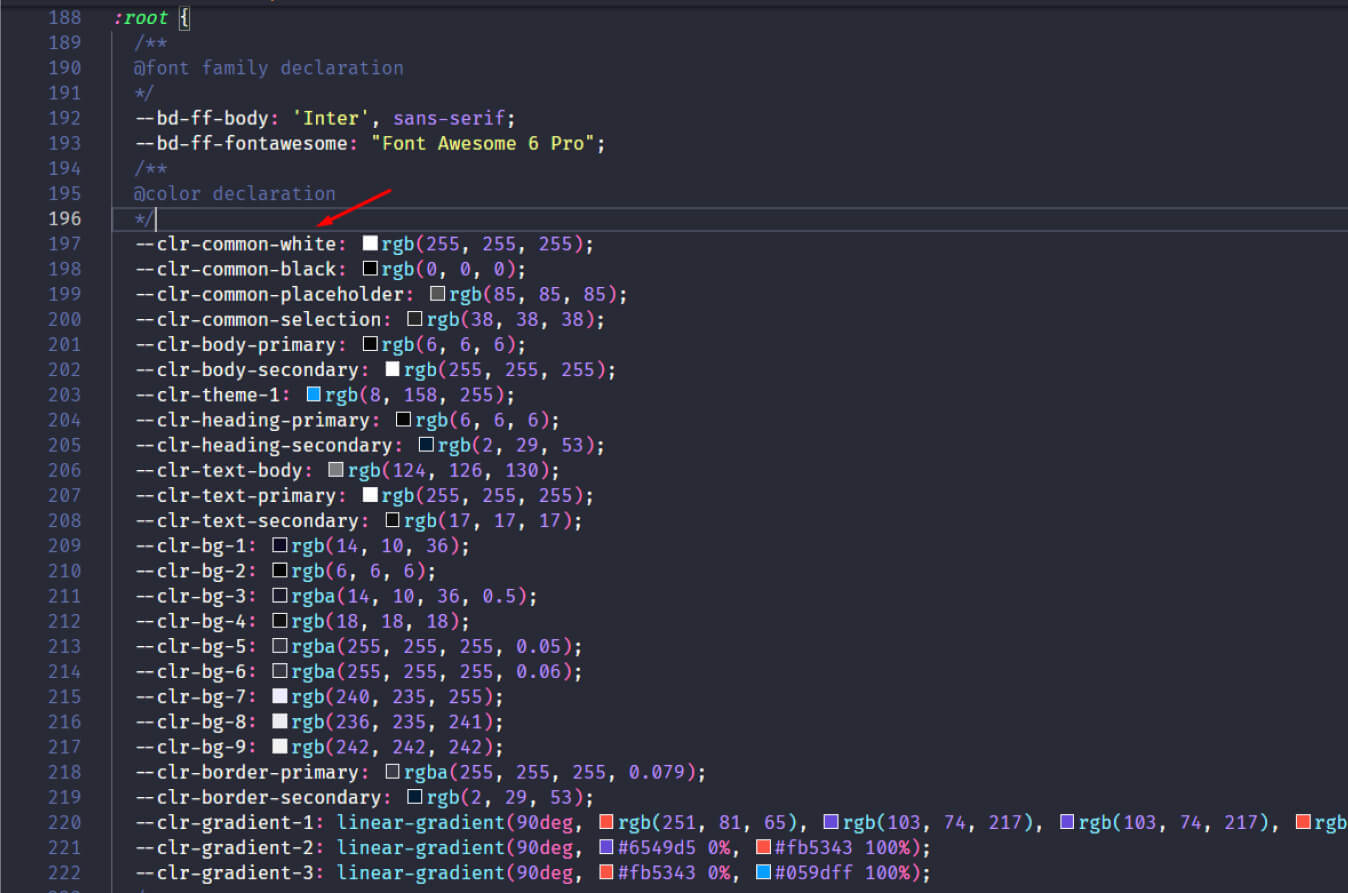 188 :root {
189 /**
190 @font family declaration
191 */
192 --bd-ff-body: 'Inter', sans-serif;
193 --bd-ff-fontawesome: "Font Awesome 6 Pro";
194 /**
195 @color declaration
196 */
197 --clr-common-white: rgb(255, 255, 255);
198 --clr-common-black: rgb(0, 0, 0);
199 --clr-common-placeholder: rgb(85, 85, 85);
200 --clr-common-selection: rgb(38, 38, 38);
201 --clr-body-primary: rgb(6, 6, 6);
202 --clr-body-secondary: rgb(255, 255, 255);
203 --clr-theme-1: rgb(8, 158, 255);
204 --clr-heading-primary: rgb(6, 6, 6);
205 --clr-heading-secondary: rgb(2, 29, 53);
206 --clr-text-body: rgb(124, 126, 130);
207 --clr-text-primary: rgb(255, 255, 255);
208 --clr-text-secondary: rgb(17, 17, 17);
209 --clr-bg-1: rgb(14, 10, 36);
210 --clr-bg-2: rgb(6, 6, 6);
211 --clr-bg-3: rgba(14, 10, 36, 0.5);
212 --clr-bg-4: rgb(18, 18, 18);
213 --clr-bg-5: rgba(255, 255, 255, 0.05);
214 --clr-bg-6: rgba(255, 255, 255, 0.06);
215 --clr-bg-7: rgb(240, 235, 255);
216 --clr-bg-8: rgb(236, 235, 241);
217 --clr-bg-9: rgb(242, 242, 242);
218 --clr-border-primary: rgba(255, 255, 255, 0.079);
219 --clr-border-secondary: rgb(2, 29, 53);
220 --clr-gradient-1: linear-gradient(90deg, rgb(251, 81, 65), rgb(103, 74, 217), rgb(103, 74, 217), rgb
221 --clr-gradient-2: linear-gradient(90deg, #6549d5 0%, #fb5343 100%);
222 --clr-gradient-3: linear-gradient(90deg, #fb5343 0%, #059dff 100%);